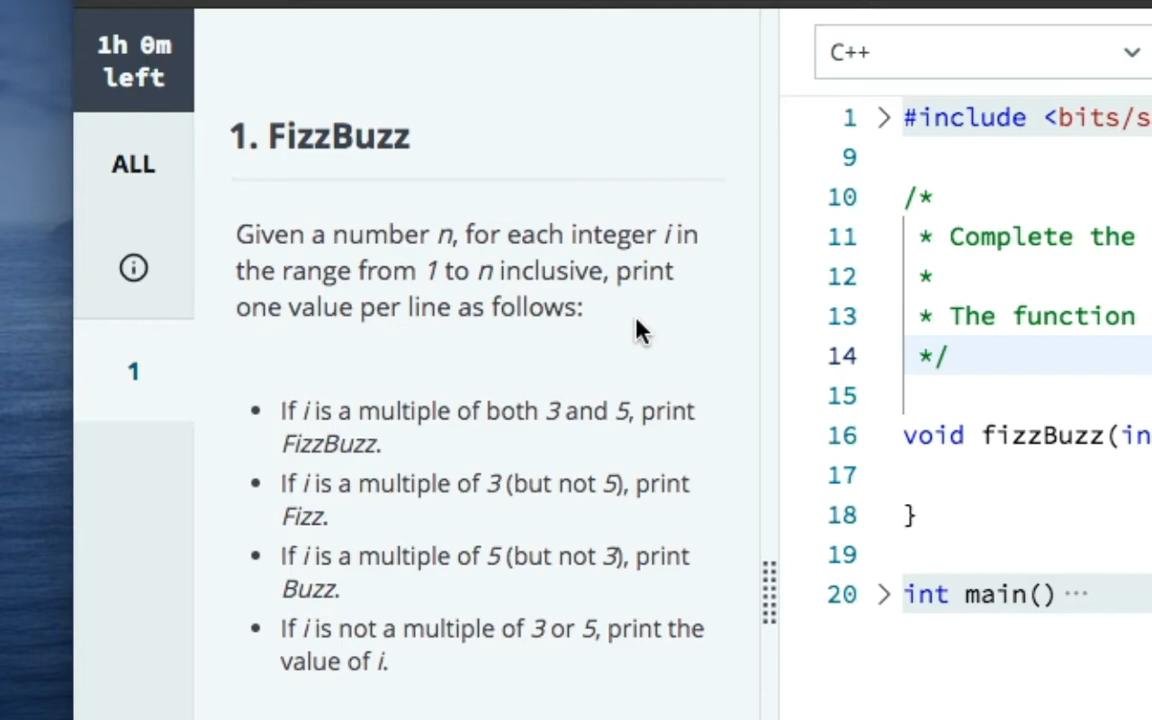 1h 0m
left
ALL
1
1. FizzBuzz
Given a number n, for each integer i in
the range from 1 to n inclusive, print
one value per line as follows:
• If i is a multiple of both 3 and 5, print
FizzBuzz.
• If i is a multiple of 3 (but not 5), print
Fizz.
• If i is a multiple of 5 (but not 3), print
Buzz.
• If i is not a multiple of 3 or 5, print the
value of i.
C++
1 #include <bits/s
9
10 /*
11 * Complete the
12 *
13 * The function
14 */
15
16 void fizzBuzz(in
17
18 }
19
20 int main() ···